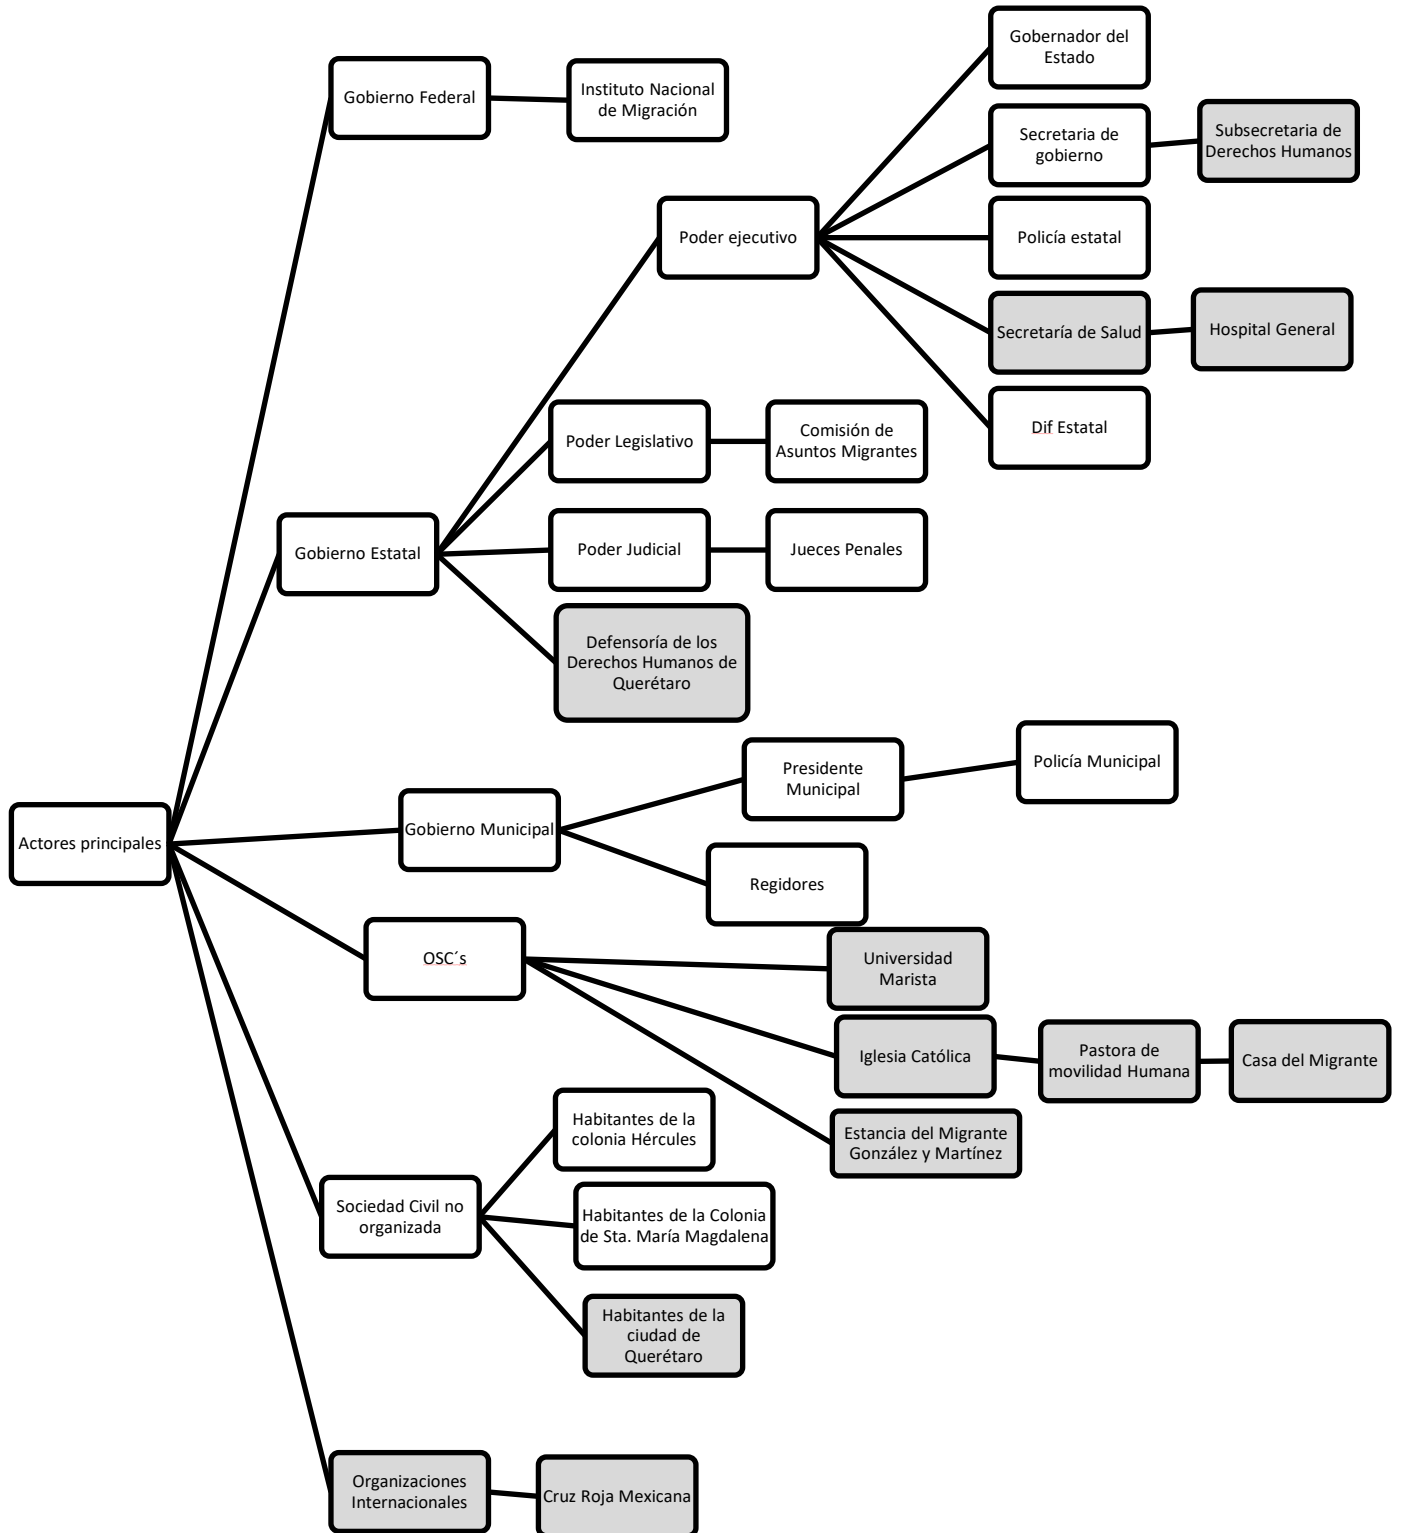 Gobernador del
Estado
Gobierno Federal
Instituto Nacional
de Migración
Secretaria de
gobierno
Subsecretaria de
Derechos Humanos
Poder ejecutivo
Policía estatal
Secretaría de Salud
Hospital General
Dif Estatal
Poder Legislativo
Comisión de
Asuntos Migrantes
Gobierno Estatal
Poder Judicial
Jueces Penales
Defensoría de los
Derechos Humanos de
Querétaro
Actores principales
Gobierno Municipal
Presidente
Municipal
Policía Municipal
Regidores
OSC´s
Universidad
Marista
Iglesia Católica
Pastora de
movilidad Humana
Casa del Migrante
Estancia del Migrante
González y Martínez
Sociedad Civil no
organizada
Habitantes de la
colonia Hércules
Habitantes de la Colonia
de Sta. María Magdalena
Habitantes de la
ciudad de
Querétaro
Organizaciones
Internacionales
Cruz Roja Mexicana